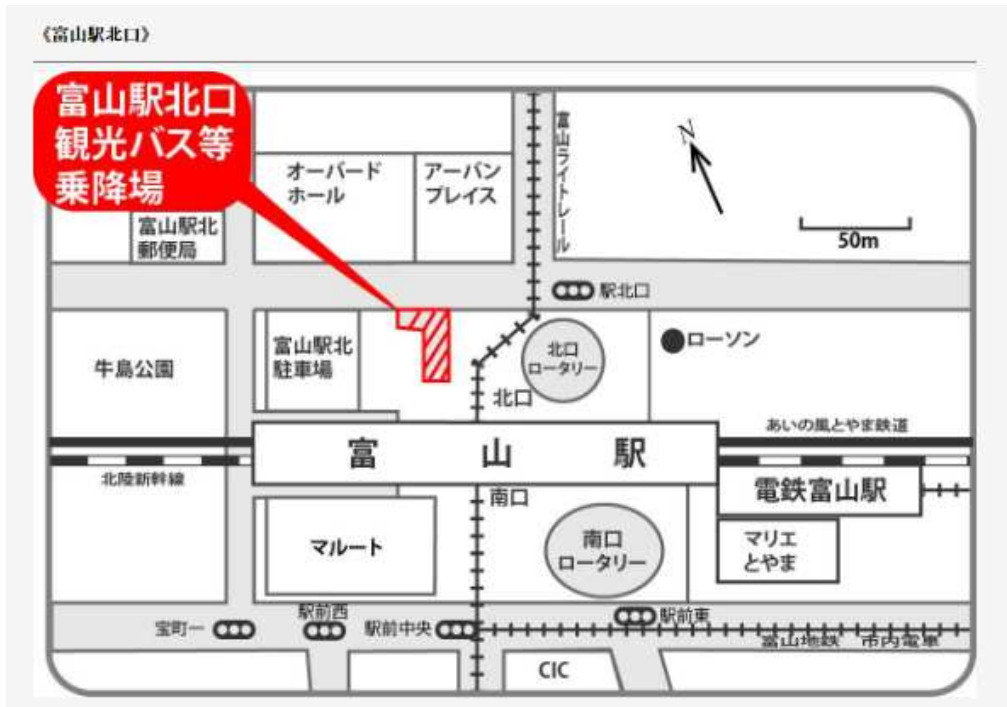 《富山駅北口》
富山駅北口
観光バス等
乗降場
オーバード
ホール
アーバン
プレイス
富山ライトレール
N
50m
富山駅北
郵便局
駅北口
牛島公園
富山駅北
駐車場
北口
ロータリー
ローソン
北口
あいの風とやま鉄道
富山駅
北陸新幹線
南口
電鉄富山駅
マルート
南口
ロータリー
マリエ
とやま
宝町一
駅前西
駅前中央
駅前東
富山地鉄 市内電車
CIC